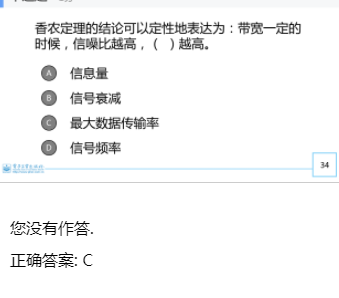 香农定理的结论可以定性地表达为：带宽一定的
时候，信噪比越高，（ ）越高。
A 信息量
B 信号衰减
C 最大数据传输率
D 信号频率
34
您没有作答.
正确答案: C